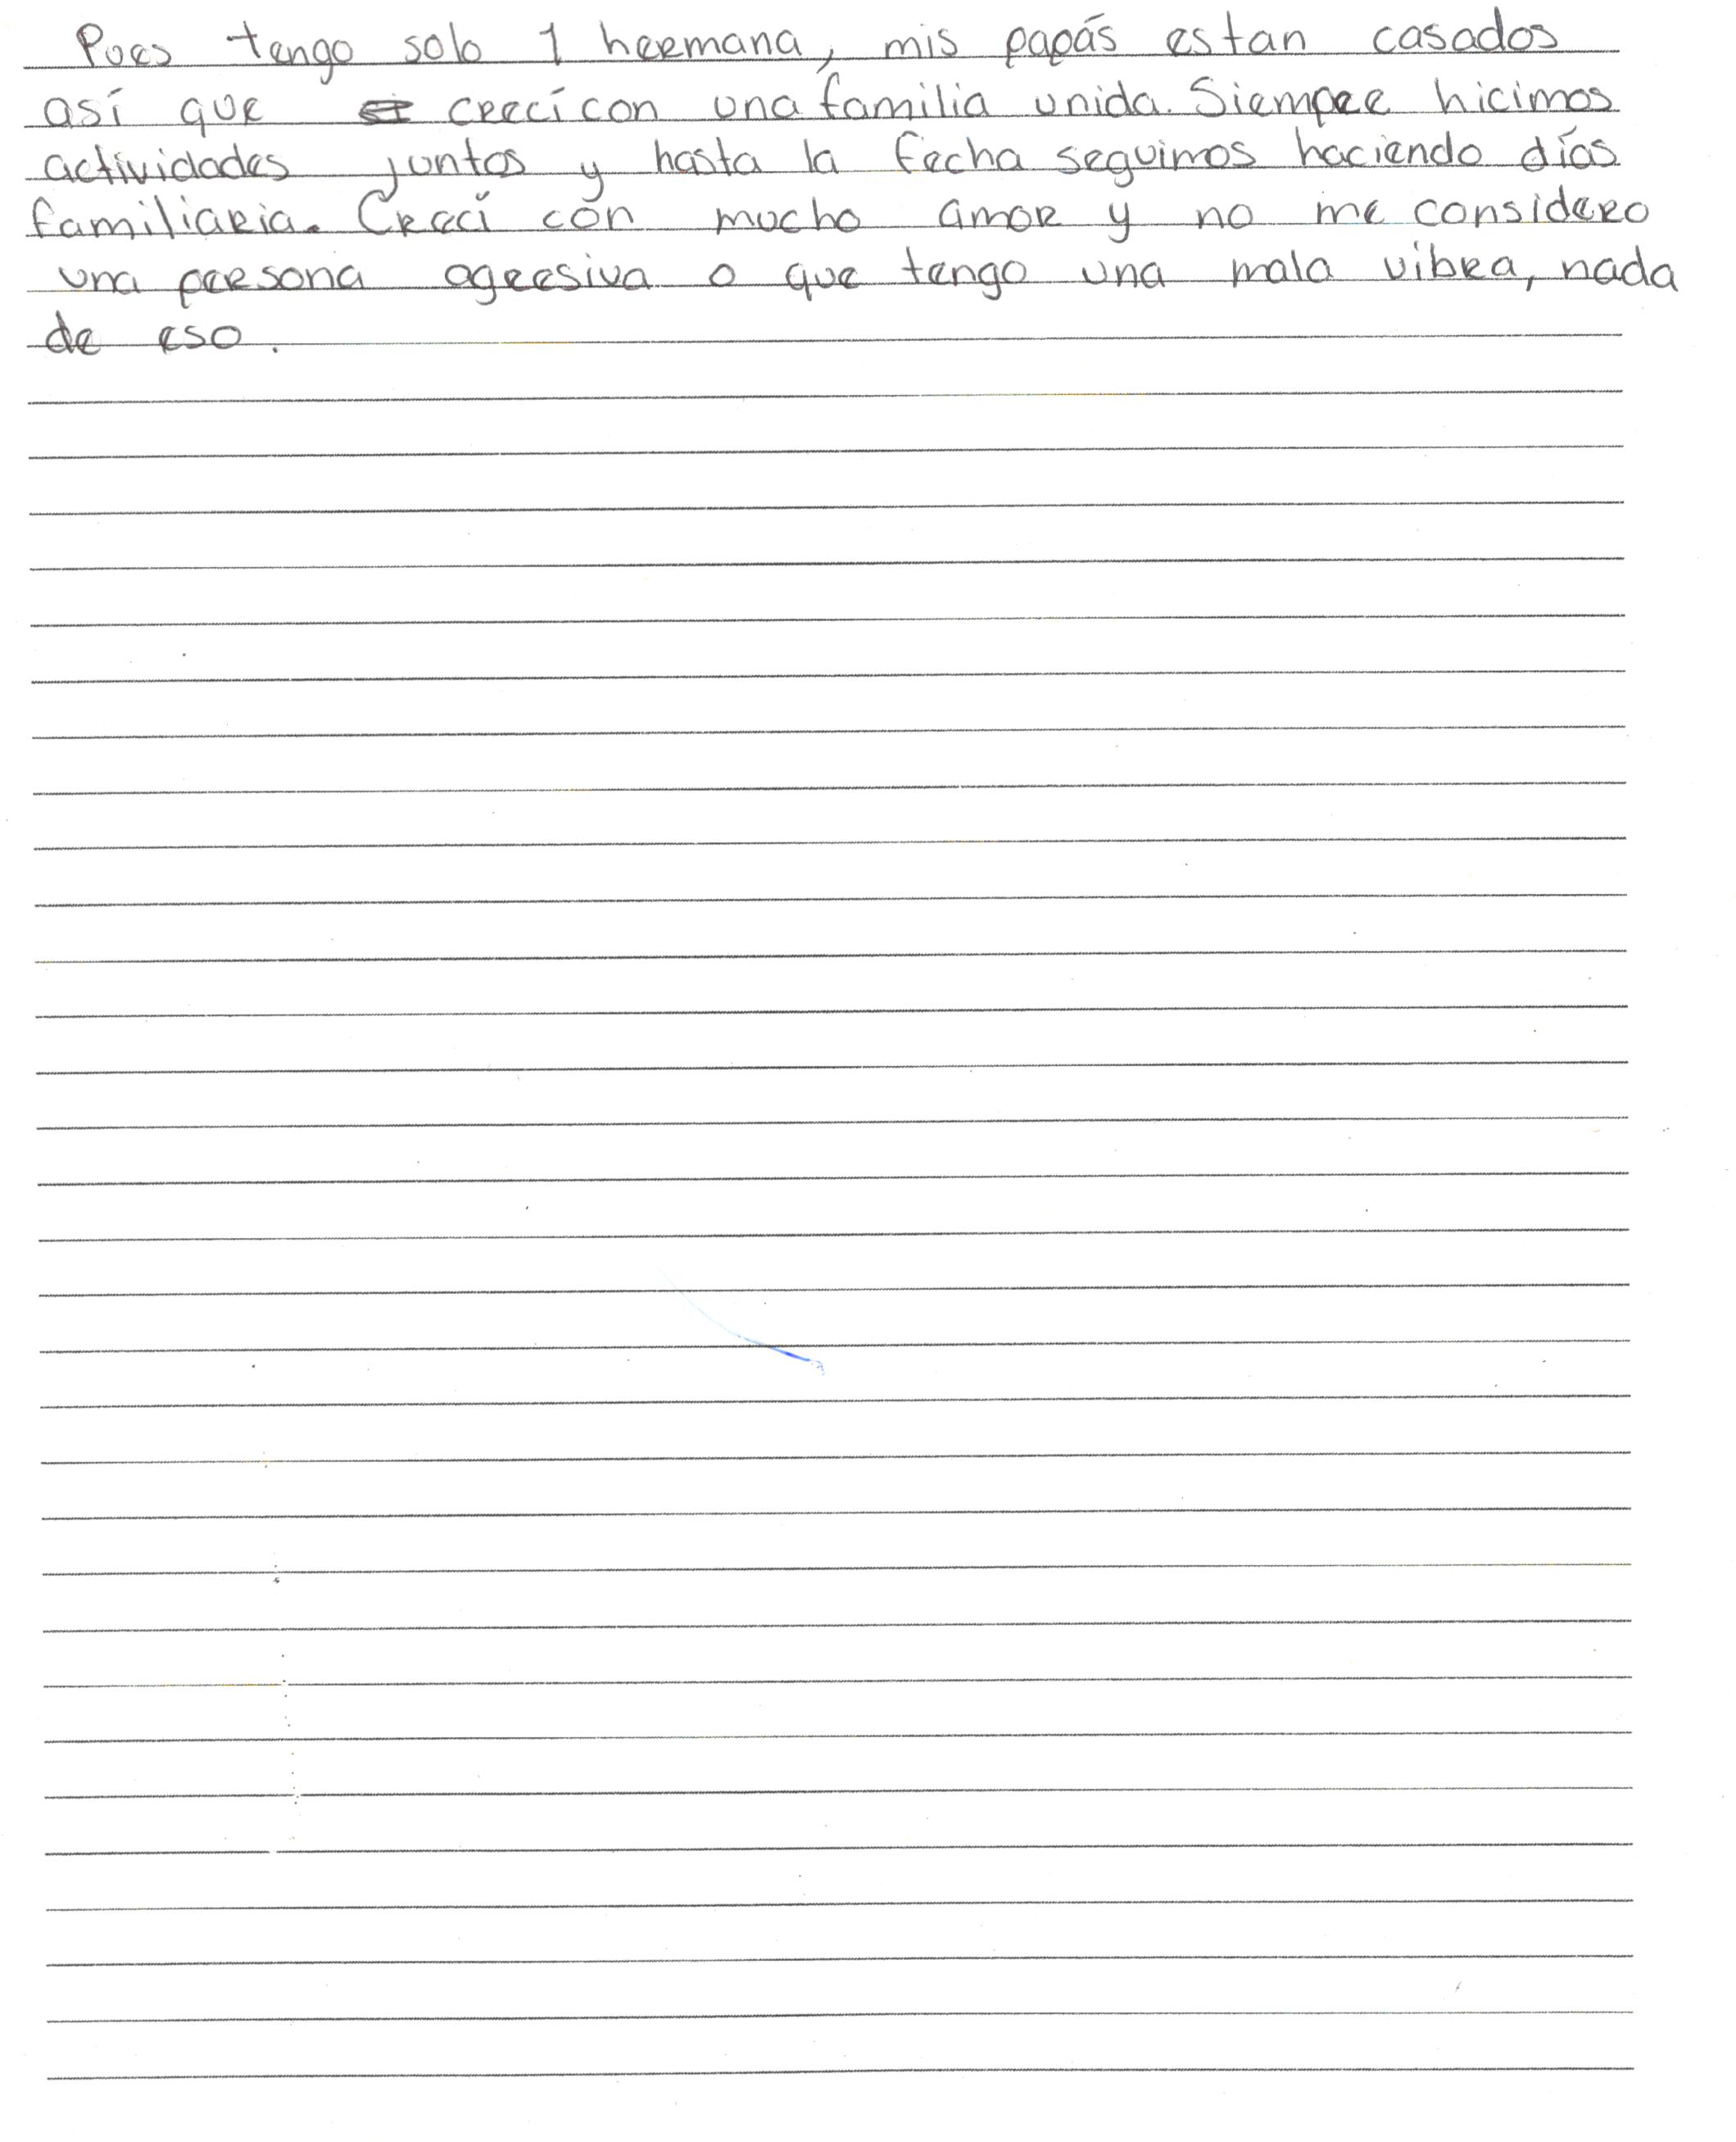 Pues tengo solo 1 hermana, mis papás estan casados
así que crecí con una familia unida. Siempre hicimos
actividades juntos y hasta la fecha seguimos haciendo días
familiaria. Crecí con mucho amor y no me considero
una persona agresiva o que tengo una mala vibra, nada
de eso.